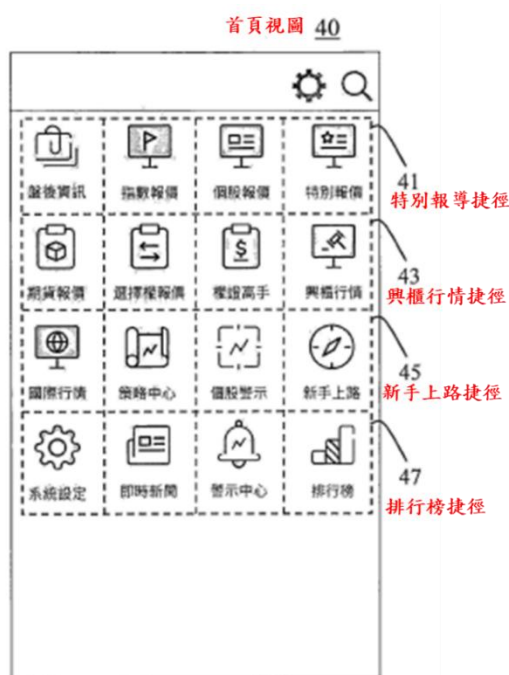 首頁視圖 40
盤後資訊 指數報價 個股報價 特別報價
41
特別報導捷徑
期貨報價 選擇權報價 權證高手 興櫃行情
43
興櫃行情捷徑
國際行情 策略中心 個股警示 新手上路
45
新手上路捷徑
系統設定 即時新聞 警示中心 排行榜
47
排行榜捷徑